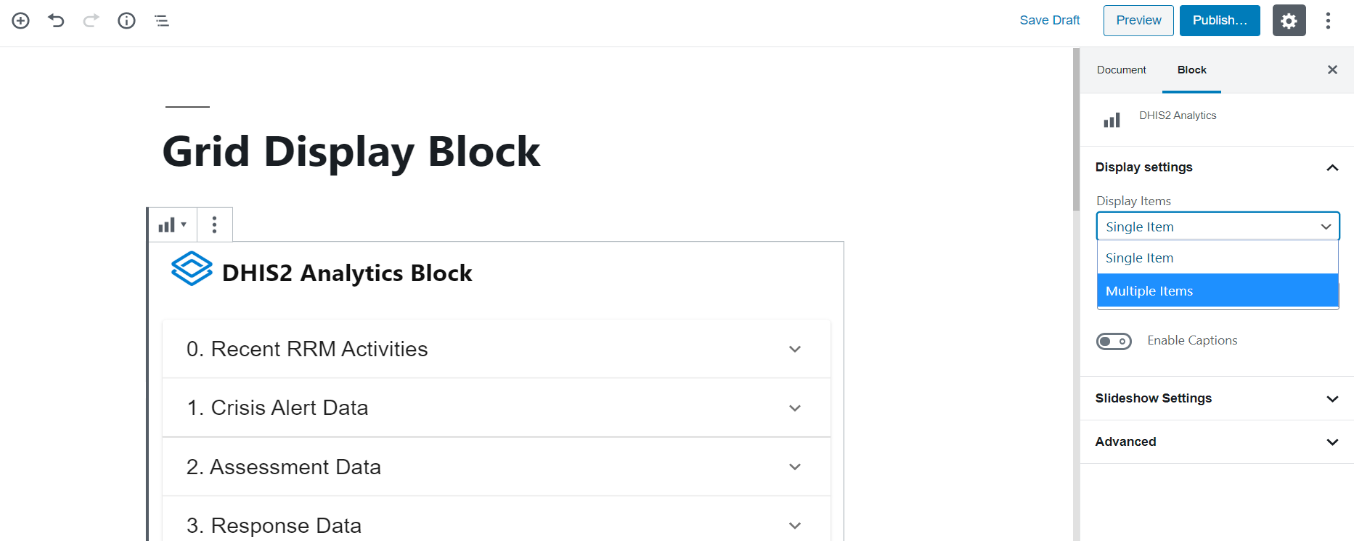 Save Draft
Preview
Publish…
Grid Display Block
DHIS2 Analytics Block
0. Recent RRM Activities
1. Crisis Alert Data
2. Assessment Data
3. Response Data
Document
Block
DHIS2 Analytics
Display settings
Display Items
Single Item
Single Item
Multiple Items
Enable Captions
Slideshow Settings
Advanced